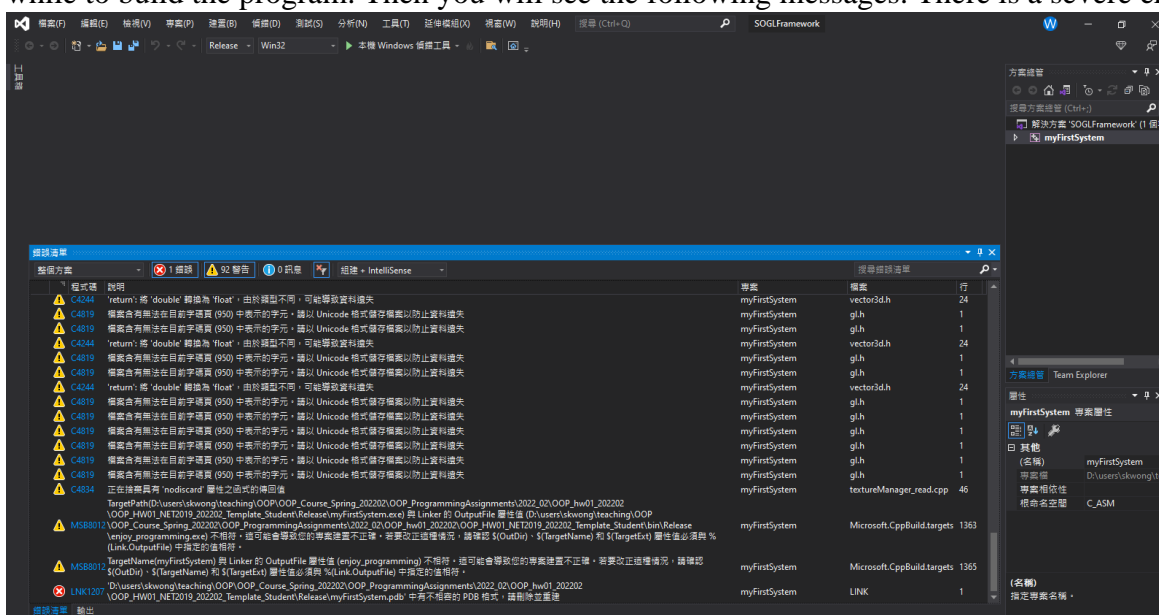 while to build the program. Then you will see the following messages. There is a severe
檔案(F) 編輯(E) 檢視(V) 專案(P) 建置(B) 偵錯(D) 測試(S) 分析(N) 工具(T) 延伸模組(X) 視窗(W) 說明(H) 搜尋 (Ctrl+Q) SOGLFramework W
Release Win32 本機 Windows 偵錯工具
工具箱
方案總管
搜尋方案總管 (Ctrl+;)
解決方案 'SOGLFramework' (1 個
myFirstSystem
錯誤清單
整個方案 1 錯誤 92 警告 0 訊息 組建 + IntelliSense 搜尋錯誤清單
程式碼 說明 專案 檔案 行
C4244 'return': 將 'double' 轉換為 'float'，由於類型不同，可能導致資料遺失 myFirstSystem vector3d.h 24
C4819 檔案含有無法在目前字碼頁 (950) 中表示的字元。請以 Unicode 格式儲存檔案以防止資料遺失 myFirstSystem gl.h 1
C4819 檔案含有無法在目前字碼頁 (950) 中表示的字元。請以 Unicode 格式儲存檔案以防止資料遺失 myFirstSystem gl.h 1
C4244 'return': 將 'double' 轉換為 'float'，由於類型不同，可能導致資料遺失 myFirstSystem vector3d.h 24
C4819 檔案含有無法在目前字碼頁 (950) 中表示的字元。請以 Unicode 格式儲存檔案以防止資料遺失 myFirstSystem gl.h 1
C4819 檔案含有無法在目前字碼頁 (950) 中表示的字元。請以 Unicode 格式儲存檔案以防止資料遺失 myFirstSystem gl.h 1
C4244 'return': 將 'double' 轉換為 'float'，由於類型不同，可能導致資料遺失 myFirstSystem vector3d.h 24
C4819 檔案含有無法在目前字碼頁 (950) 中表示的字元。請以 Unicode 格式儲存檔案以防止資料遺失 myFirstSystem gl.h 1
C4819 檔案含有無法在目前字碼頁 (950) 中表示的字元。請以 Unicode 格式儲存檔案以防止資料遺失 myFirstSystem gl.h 1
C4819 檔案含有無法在目前字碼頁 (950) 中表示的字元。請以 Unicode 格式儲存檔案以防止資料遺失 myFirstSystem gl.h 1
C4819 檔案含有無法在目前字碼頁 (950) 中表示的字元。請以 Unicode 格式儲存檔案以防止資料遺失 myFirstSystem gl.h 1
C4819 檔案含有無法在目前字碼頁 (950) 中表示的字元。請以 Unicode 格式儲存檔案以防止資料遺失 myFirstSystem gl.h 1
C4819 檔案含有無法在目前字碼頁 (950) 中表示的字元。請以 Unicode 格式儲存檔案以防止資料遺失 myFirstSystem gl.h 1
C4834 正在捨棄具有 'nodiscard' 屬性之函式的傳回值 myFirstSystem textureManager_read.cpp 46
TargetPath(D:\users\skwong\teaching\OOP\OOP_Course_Spring_202202\OOP_ProgrammingAssignments\2022_02\OOP_hw01_202202
\OOP_HW01_NET2019_202202_Template_Student\Release\myFirstSystem.exe) 與 Linker 的 OutputFile 屬性值 (D:\users\skwong\teaching\OOP
MSB8012 \OOP_Course_Spring_202202\OOP_ProgrammingAssignments\2022_02\OOP_hw01_202202\OOP_HW01_NET2019_202202_Template_Student\bin\Release myFirstSystem Microsoft.CppBuild.targets 1363
\enjoy_programming.exe) 不相符。這可能會導致您的專案建置不正確。若要改正這種情況，請確認 $(OutDir)、$(TargetName) 和 $(TargetExt) 屬性值必須與 %
(Link.OutputFile) 中指定的值相符。
MSB8012 TargetName(myFirstSystem) 與 Linker 的 OutputFile 屬性值 (enjoy_programming) 不相符。這可能會導致您的專案建置不正確。若要改正這種情況，請確認 myFirstSystem Microsoft.CppBuild.targets 1365
$(OutDir)、$(TargetName) 和 $(TargetExt) 屬性值必須與 %(Link.OutputFile) 中指定的值相符。
LNK1207 'D:\users\skwong\teaching\OOP\OOP_Course_Spring_202202\OOP_ProgrammingAssignments\2022_02\OOP_hw01_202202 myFirstSystem LINK 1
\OOP_HW01_NET2019_202202_Template_Student\Release\myFirstSystem.pdb' 中有不相容的 PDB 格式，請刪除並重建
錯誤清單 輸出
方案總管 Team Explorer
屬性
myFirstSystem 專案屬性
其他
(名稱) myFirstSystem
專案檔 D:\users\skwong\t
專案相依性
根命名空間 C_ASM
(名稱)
指定專案名稱。